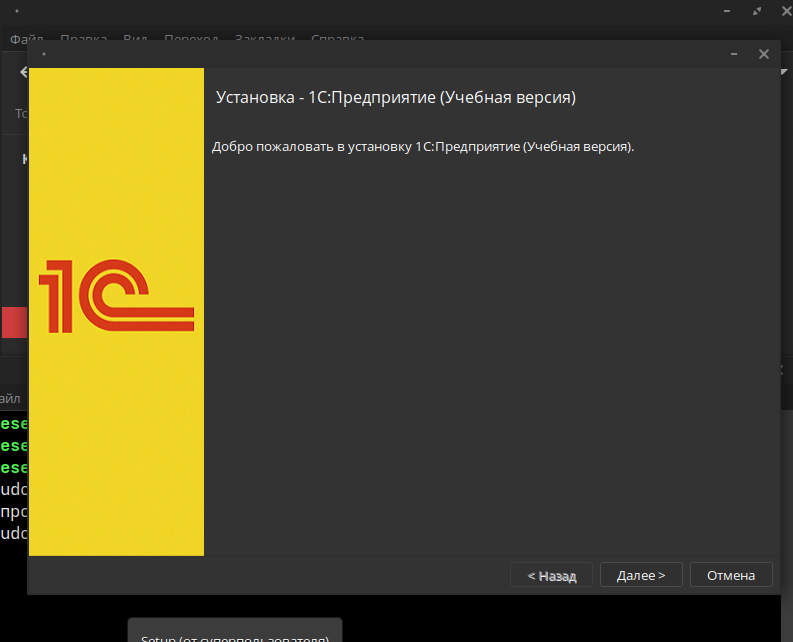 Файл Правка Вид Переход Закладки Справка
Установка - 1С:Предприятие (Учебная версия)
Добро пожаловать в установку 1С:Предприятие (Учебная версия).
1С
< Назад
Далее >
Отмена
Setup (от суперпользователя)